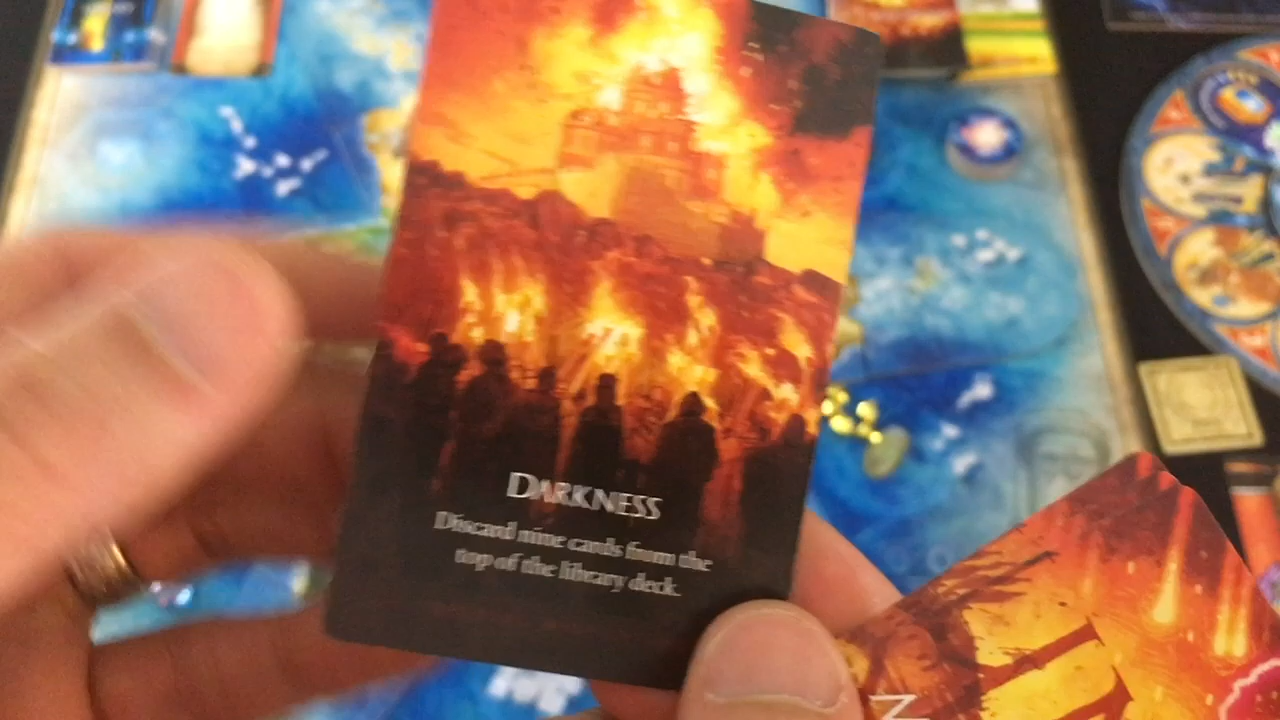 DARKNESS
Discard nine cards from the
top of the library deck.